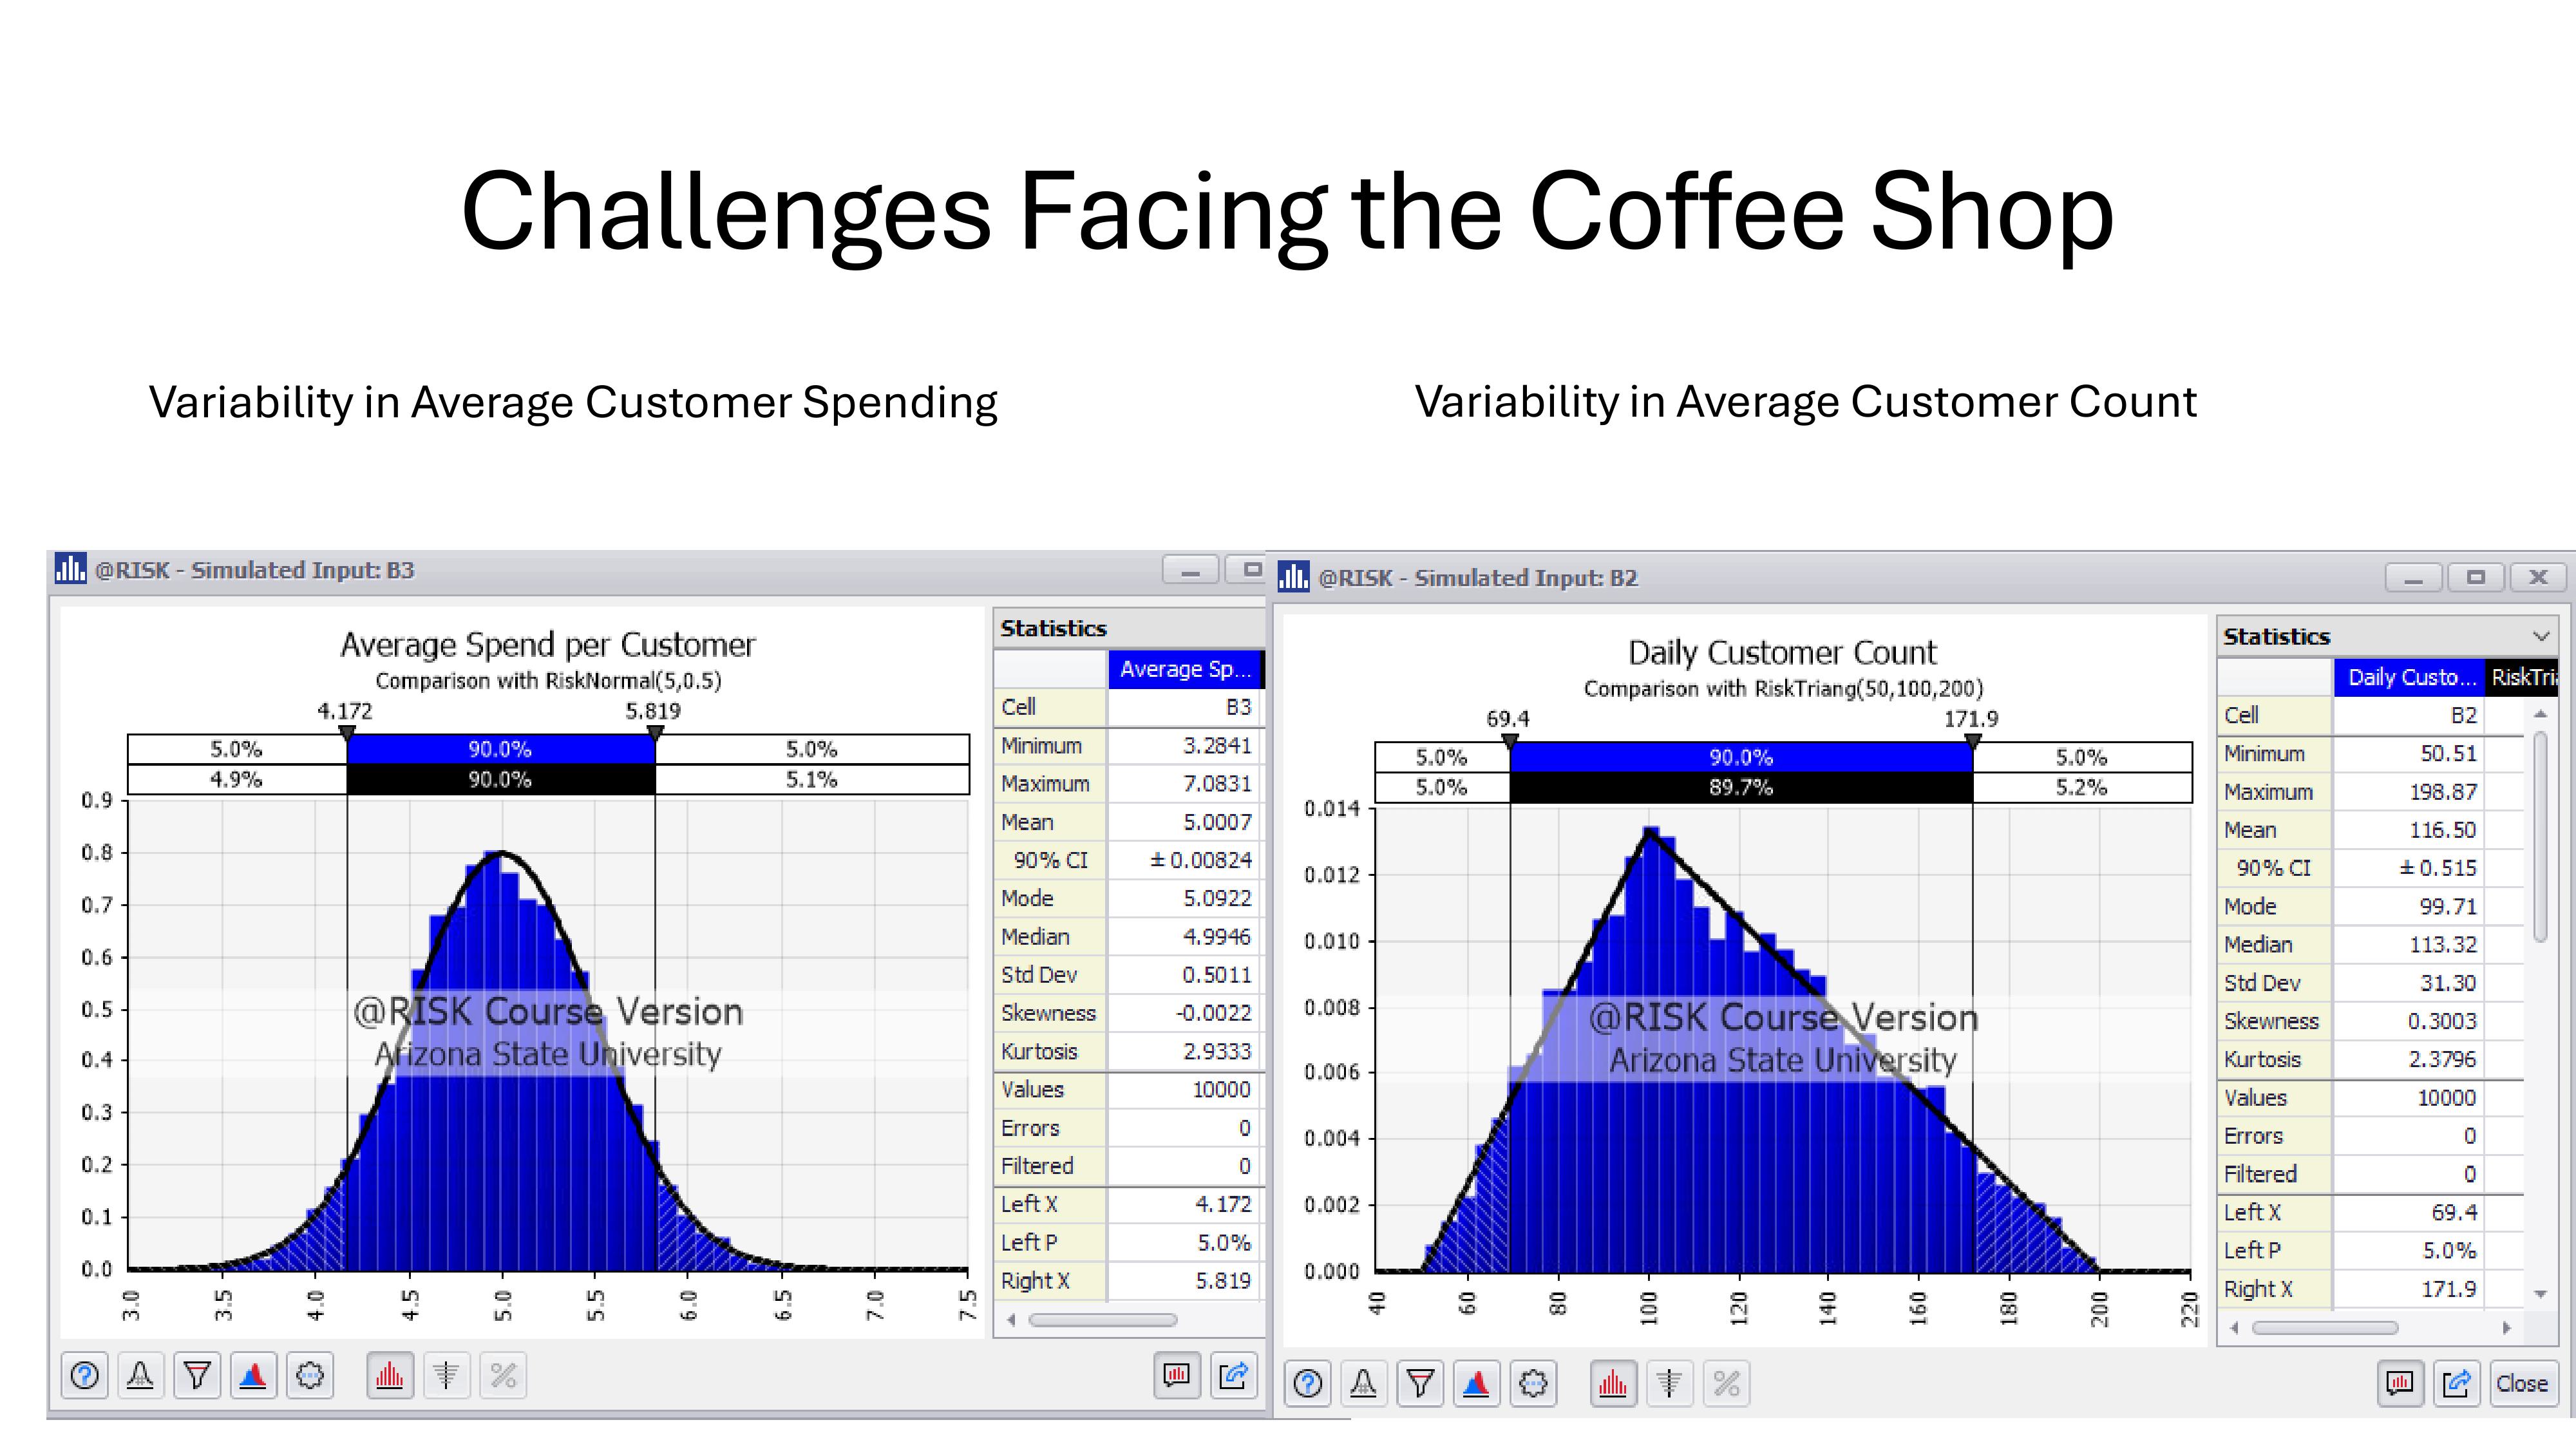 Challenges Facing the Coffee Shop
Variability in Average Customer Spending
Variability in Average Customer Count
@RISK - Simulated Input: B3
Average Spend per Customer
Comparison with RiskNormal(5,0.5)
4.172 5.819
5.0% 90.0% 5.0%
4.9% 90.0% 5.1%
0.9
0.8
0.7
0.6
0.5
0.4
0.3
0.2
0.1
0.0
@RISK Course Version
Arizona State University
3.0 3.5 4.0 4.5 5.0 5.5 6.0 6.5 7.0 7.5
Statistics
Average Sp...
Cell B3
Minimum 3.2841
Maximum 7.0831
Mean 5.0007
90% CI ± 0.00824
Mode 5.0922
Median 4.9946
Std Dev 0.5011
Skewness -0.0022
Kurtosis 2.9333
Values 10000
Errors 0
Filtered 0
Left X 4.172
Left P 5.0%
Right X 5.819
@RISK - Simulated Input: B2
Daily Customer Count
Comparison with RiskTriang(50,100,200)
69.4 171.9
5.0% 90.0% 5.0%
5.0% 89.7% 5.2%
0.014
0.012
0.010
0.008
0.006
0.004
0.002
0.000
@RISK Course Version
Arizona State University
40 60 80 100 120 140 160 180 200 220
Statistics
Daily Custo... RiskTri
Cell B2
Minimum 50.51
Maximum 198.87
Mean 116.50
90% CI ± 0.515
Mode 99.71
Median 113.32
Std Dev 31.30
Skewness 0.3003
Kurtosis 2.3796
Values 10000
Errors 0
Filtered 0
Left X 69.4
Left P 5.0%
Right X 171.9
Close